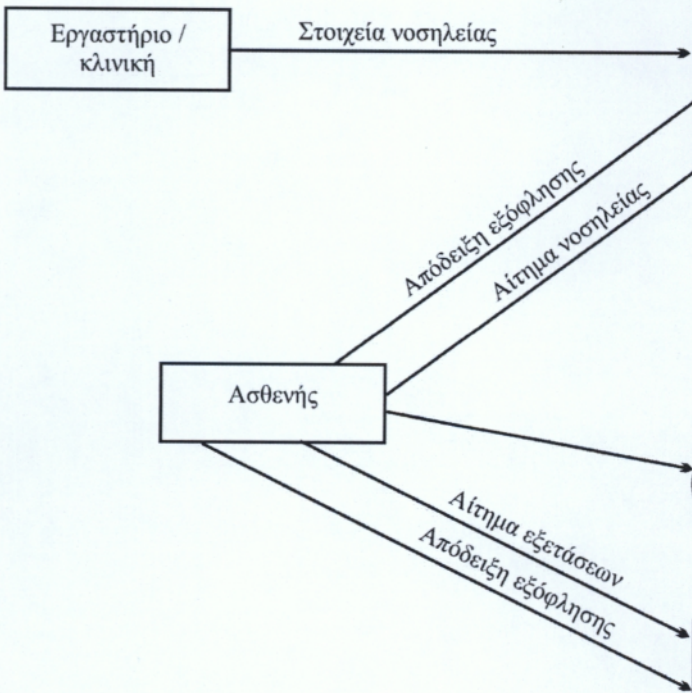 Εργαστήριο /
κλινική
Στοιχεία νοσηλείας
Απόδειξη εξόφλησης
Αίτημα νοσηλείας
Ασθενής
Αίτημα εξετάσεων
Απόδειξη εξόφλησης